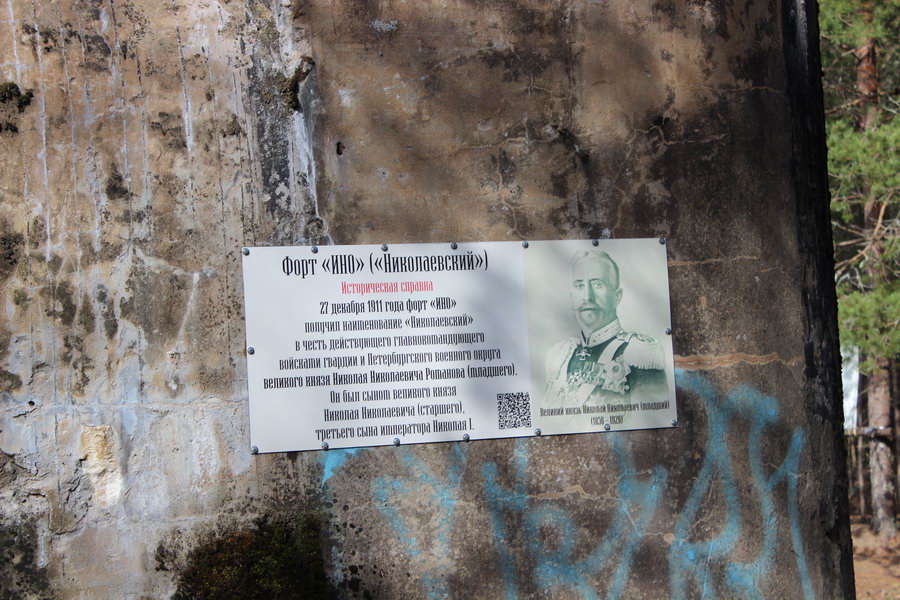 Форт «ИНО» («Николаевский»)
Историческая справка
27 декабря 1911 года форт «ИНО»
получил наименование «Николаевский»
в честь действующего главнокомандующего
войсками гвардии и Петербургского военного округа
великого князя Николая Николаевича Романова (младшего).
Он был сыном великого князя
Николая Николаевича (старшего),
третьего сына императора Николая I.
Великий князь Николай Николаевич (младший)